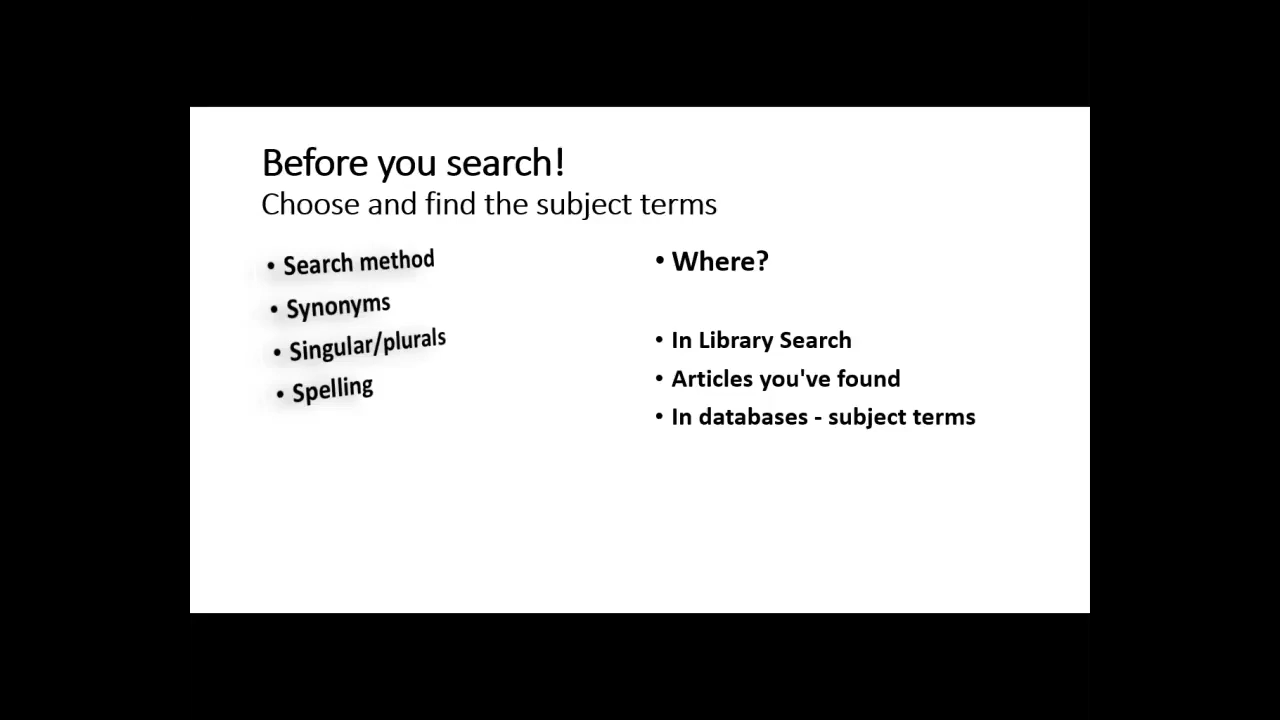 Before you search!
Choose and find the subject terms
• Search method
• Synonyms
• Singular/plurals
• Spelling
• Where?
• In Library Search
• Articles you've found
• In databases - subject terms